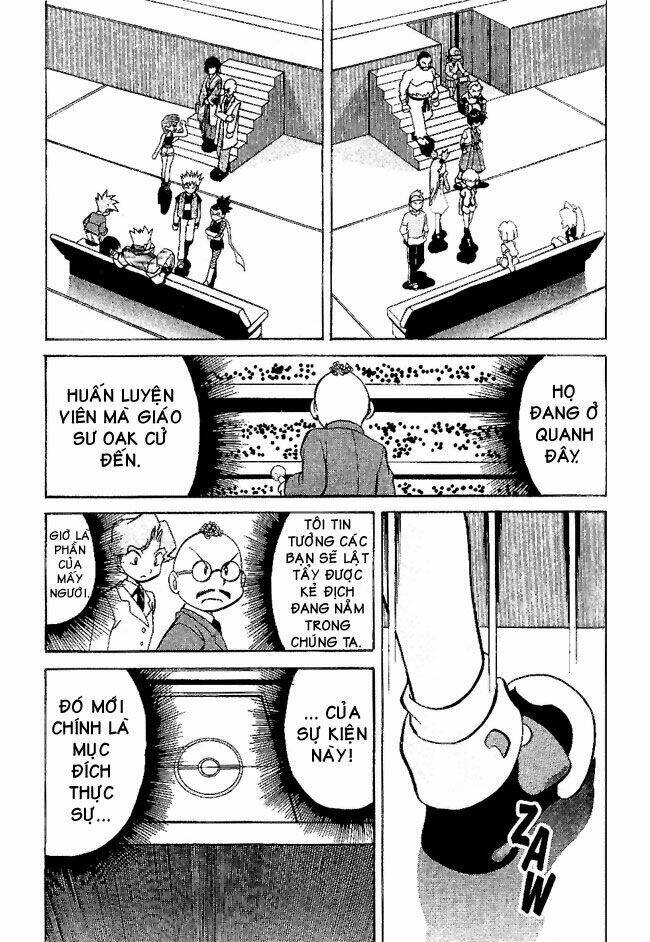 HỌ
ĐANG Ở
QUANH
ĐÂY.
HUẤN LUYỆN
VIÊN MÀ GIÁO
SƯ OAK CỬ
ĐẾN.
TÔI TIN
TƯỞNG CÁC
BẠN SẼ LẬT
TẨY ĐƯỢC
KẺ ĐỊCH
ĐANG NẰM
TRONG
CHÚNG TA.
GIỜ LÀ
PHẦN
CỦA
MẤY
NGƯỜI.
ĐÓ MỚI
CHÍNH LÀ
MỤC
ĐÍCH
THỰC
SỰ...
... CỦA
SỰ KIỆN
NÀY!
ZAW